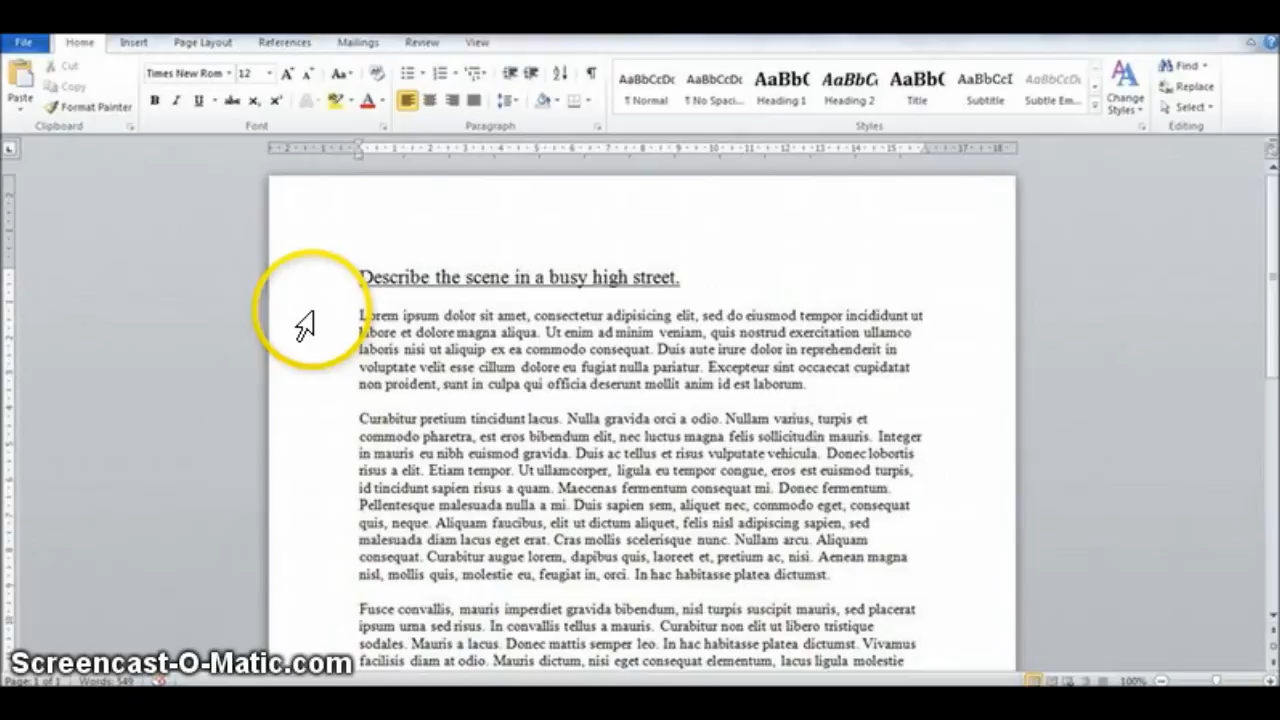 File Home Insert Page Layout References Mailings Review View
Cut
Copy
Paste
Format Painter
Clipboard
Times New Rom 12
Font
Paragraph
AaBbCcDc AaBbCcDc AaBbC AaBbC AaBbC AaBbCcI AaBbCcDc
¶ Normal ¶ No Spaci... Heading 1 Heading 2 Title Subtitle Subtle Em...
Change Styles
Styles
Find
Replace
Select
Editing
Describe the scene in a busy high street.
Lorem ipsum dolor sit amet, consectetur adipisicing elit, sed do eiusmod tempor incididunt ut
labore et dolore magna aliqua. Ut enim ad minim veniam, quis nostrud exercitation ullamco
laboris nisi ut aliquip ex ea commodo consequat. Duis aute irure dolor in reprehenderit in
voluptate velit esse cillum dolore eu fugiat nulla pariatur. Excepteur sint occaecat cupidatat
non proident, sunt in culpa qui officia deserunt mollit anim id est laborum.
Curabitur pretium tincidunt lacus. Nulla gravida orci a odio. Nullam varius, turpis et
commodo pharetra, est eros bibendum elit, nec luctus magna felis sollicitudin mauris. Integer
in mauris eu nibh euismod gravida. Duis ac tellus et risus vulputate vehicula. Donec lobortis
risus a elit. Etiam tempor. Ut ullamcorper, ligula eu tempor congue, eros est euismod turpis,
id tincidunt sapien risus a quam. Maecenas fermentum consequat mi. Donec fermentum.
Pellentesque malesuada nulla a mi. Duis sapien sem, aliquet nec, commodo eget, consequat
quis, neque. Aliquam faucibus, elit ut dictum aliquet, felis nisl adipiscing sapien, sed
malesuada diam lacus eget erat. Cras mollis scelerisque nunc. Nullam arcu. Aliquam
consequat. Curabitur augue lorem, dapibus quis, laoreet et, pretium ac, nisi. Aenean magna
nisl, mollis quis, molestie eu, feugiat in, orci. In hac habitasse platea dictumst.
Fusce convallis, mauris imperdiet gravida bibendum, nisl turpis suscipit mauris, sed placerat
ipsum urna sed risus. In convallis tellus a mauris. Curabitur non elit ut libero tristique
sodales. Mauris a lacus. Donec mattis semper leo. In hac habitasse platea dictumst. Vivamus
facilisis diam at odio. Mauris dictum, nisi eget consequat elementum, lacus ligula molestie
Screencast-O-Matic.com
Page: 1 of 1 Words: 549 100%